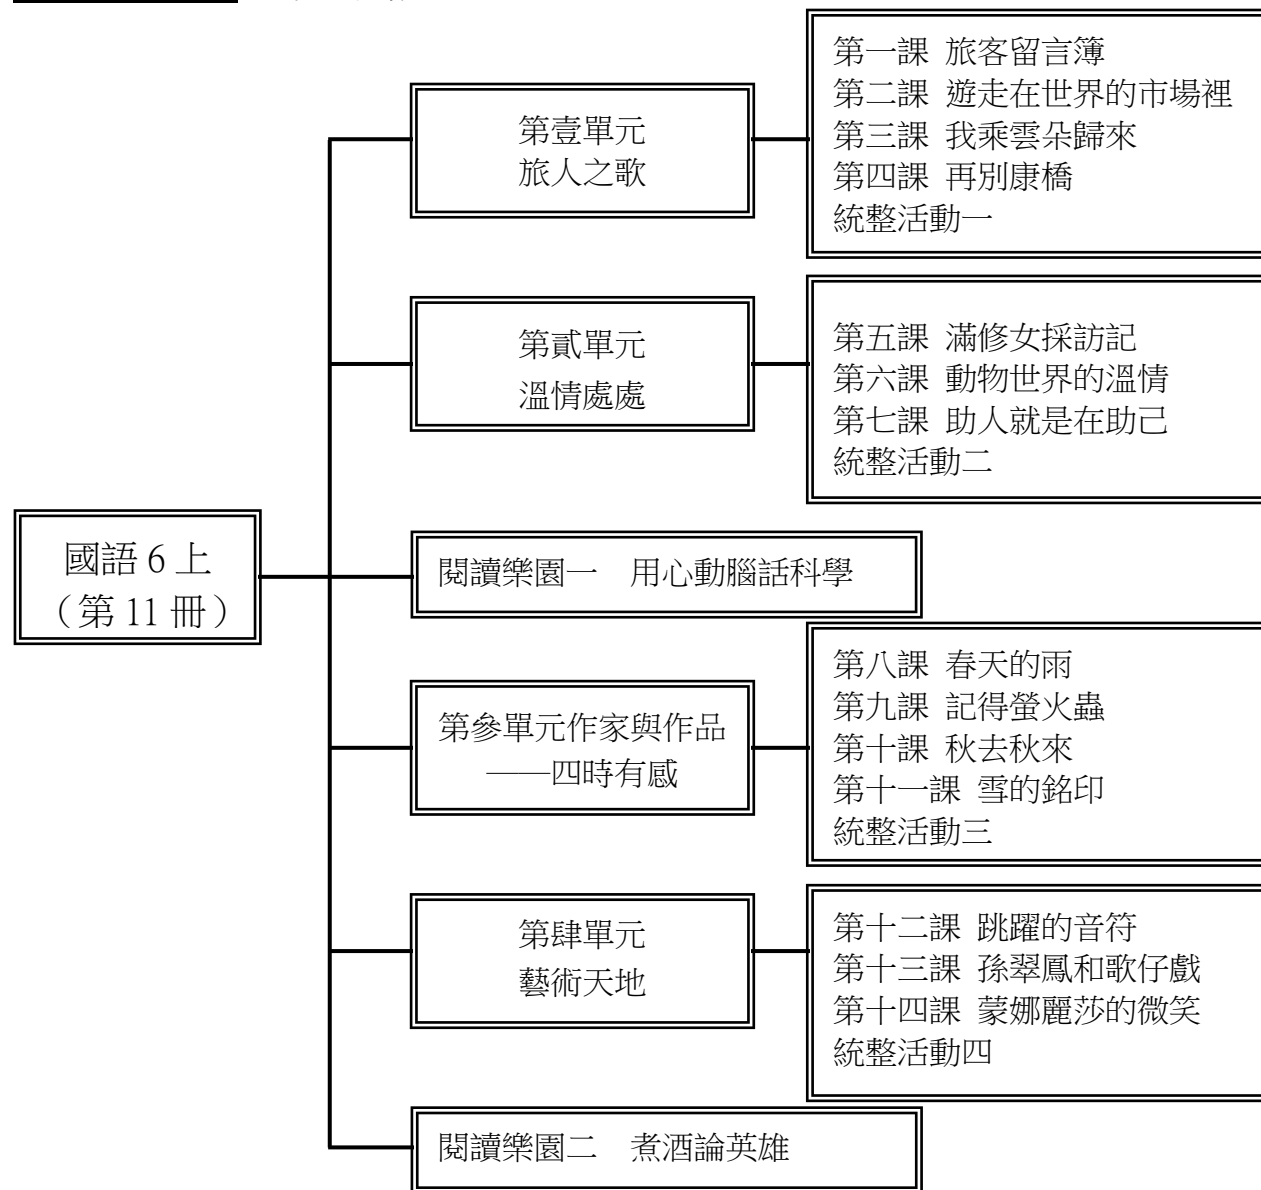 國語 6 上
（第 11 冊）
第壹單元
旅人之歌
第一課 旅客留言簿
第二課 遊走在世界的市場裡
第三課 我乘雲朵歸來
第四課 再別康橋
統整活動一
第貳單元
溫情處處
第五課 滿修女採訪記
第六課 動物世界的溫情
第七課 助人就是在助己
統整活動二
閱讀樂園一　用心動腦話科學
第參單元作家與作品
——四時有感
第八課 春天的雨
第九課 記得螢火蟲
第十課 秋去秋來
第十一課 雪的銘印
統整活動三
第肆單元
藝術天地
第十二課 跳躍的音符
第十三課 孫翠鳳和歌仔戲
第十四課 蒙娜麗莎的微笑
統整活動四
閱讀樂園二　煮酒論英雄